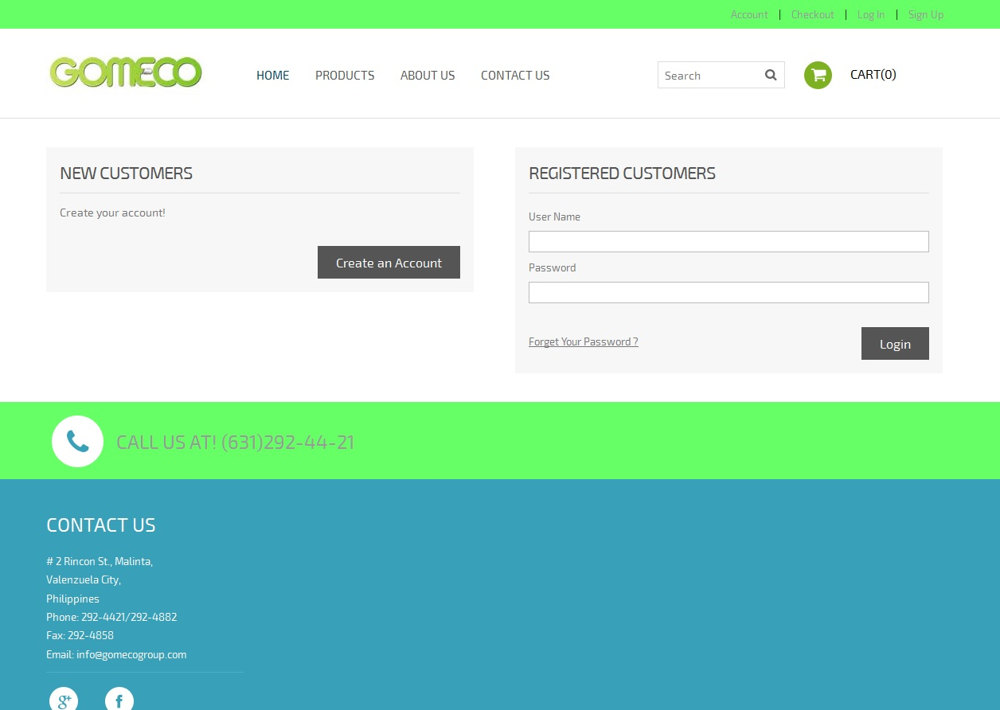 Account | Checkout | Log In | Sign Up
GOMECO
HOME PRODUCTS ABOUT US CONTACT US
Search
CART(0)
NEW CUSTOMERS
Create your account!
Create an Account
REGISTERED CUSTOMERS
User Name
Password
Forget Your Password ?
Login
CALL US AT! (631)292-44-21
CONTACT US
# 2 Rincon St., Malinta,
Valenzuela City,
Philippines
Phone: 292-4421/292-4882
Fax: 292-4858
Email: info@gomecogroup.com
g+ f